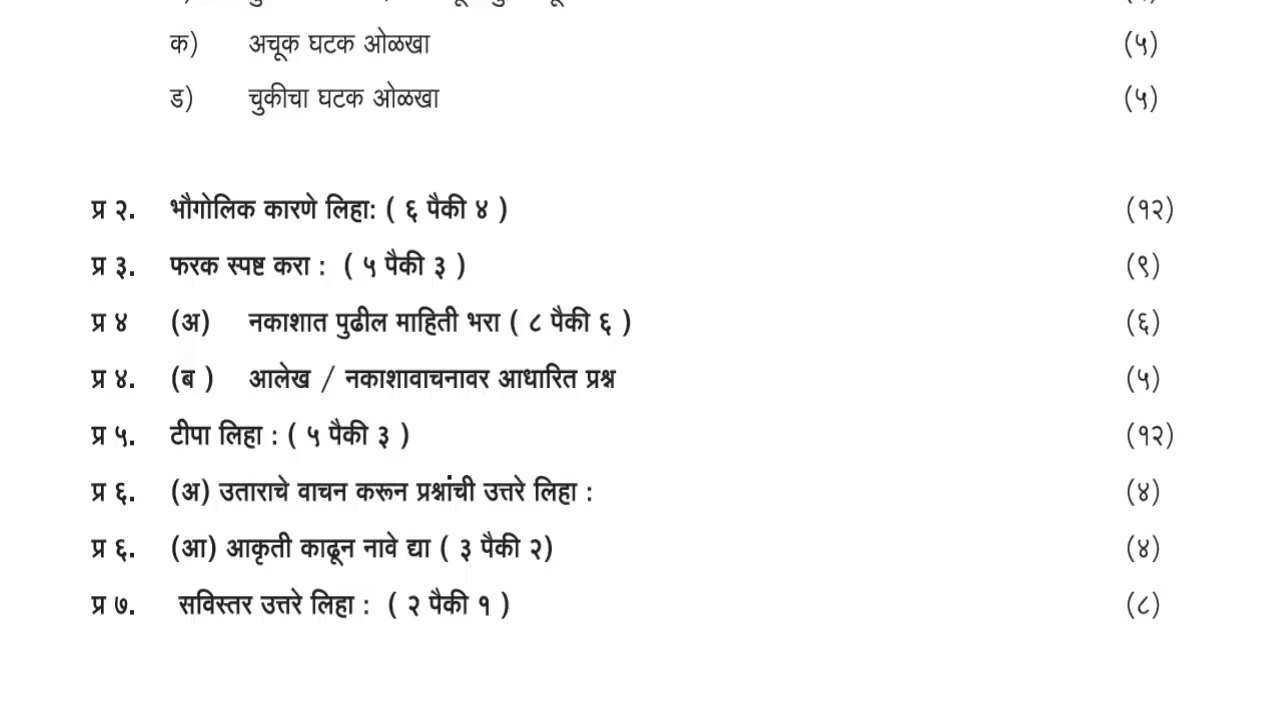 क) अचूक घटक ओळखा (५)
ड) चुकीचा घटक ओळखा (५)
प्र २. भौगोलिक कारणे लिहा: ( ६ पैकी ४ ) (१२)
प्र ३. फरक स्पष्ट करा : ( ५ पैकी ३ ) (९)
प्र ४ (अ) नकाशात पुढील माहिती भरा ( ८ पैकी ६ ) (६)
प्र ४. (ब ) आलेख / नकाशावाचनावर आधारित प्रश्न (५)
प्र ५. टीपा लिहा : ( ५ पैकी ३ ) (१२)
प्र ६. (अ) उताराचे वाचन करून प्रश्नांची उत्तरे लिहा : (४)
प्र ६. (आ) आकृती काढून नावे द्या ( ३ पैकी २) (४)
प्र ७. सविस्तर उत्तरे लिहा : ( २ पैकी १ ) (८)